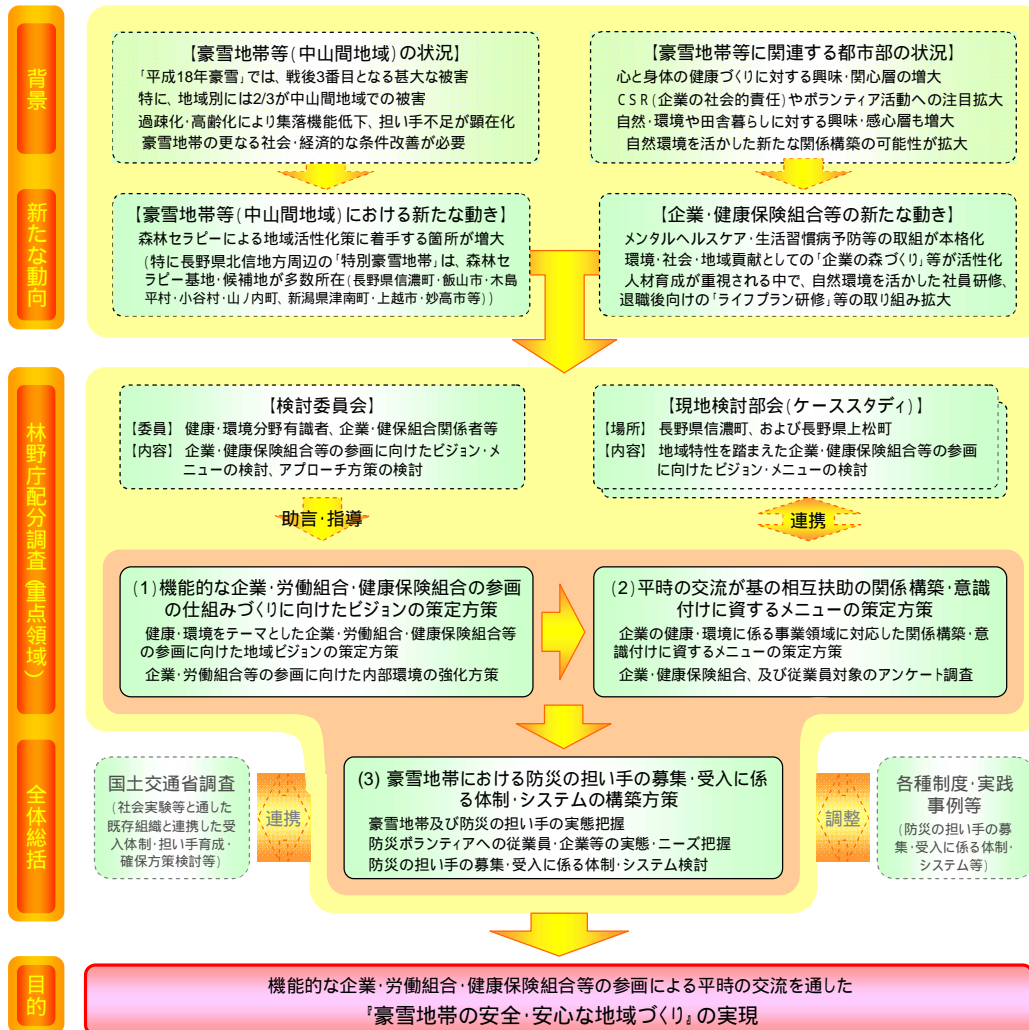 背景
【豪雪地帯等(中山間地域)の状況】
「平成18年豪雪」では、戦後3番目となる甚大な被害
特に、地域別には2/3が中山間地域での被害
過疎化・高齢化により集落機能低下、担い手不足が顕在化
豪雪地帯の更なる社会・経済的な条件改善が必要
【豪雪地帯等に関連する都市部の状況】
心と身体の健康づくりに対する興味・関心層の増大
CSR(企業の社会的責任)やボランティア活動への注目拡大
自然・環境や田舎暮らしに対する興味・感心層も増大
自然環境を活かした新たな関係構築の可能性が拡大
新たな動向
【豪雪地帯等(中山間地域)における新たな動き】
森林セラピーによる地域活性化策に着手する箇所が増大
(特に長野県北信地方周辺の「特別豪雪地帯」は、森林セ
ラピー基地・候補地が多数所在(長野県信濃町・飯山市・木島
平村・小谷村・山ノ内町、新潟県津南町・上越市・妙高市等))
【企業・健康保険組合等の新たな動き】
メンタルヘルスケア・生活習慣病予防等の取組が本格化
環境・社会・地域貢献としての「企業の森づくり」等が活性化
人材育成が重視される中で、自然環境を活かした社員研修、
退職後向けの「ライフプラン研修」等の取り組み拡大
林野庁配分調査(重点領域)
【検討委員会】
【委員】 健康・環境分野有識者、企業・健保組合関係者等
【内容】 企業・健康保険組合等の参画に向けたビジョン・メ
ニューの検討、アプローチ方策の検討
【現地検討部会(ケーススタディ)】
【場所】 長野県信濃町、および長野県上松町
【内容】 地域特性を踏まえた企業・健康保険組合等の参画
に向けたビジョン・メニューの検討
助言・指導
連携
(1)機能的な企業・労働組合・健康保険組合の参画
の仕組みづくりに向けたビジョンの策定方策
健康・環境をテーマとした企業・労働組合・健康保険組合等
の参画に向けた地域ビジョンの策定方策
企業・労働組合等の参画に向けた内部環境の強化方策
(2)平時の交流が基の相互扶助の関係構築・意識
付けに資するメニューの策定方策
企業の健康・環境に係る事業領域に対応した関係構築・意
識付けに資するメニューの策定方策
企業・健康保険組合、及び従業員対象のアンケート調査
全体総括
国土交通省調査
(社会実験等と通した
既存組織と連携した受
入体制・担い手育成・
確保方策検討等)
連携
(3) 豪雪地帯における防災の担い手の募集・受入に係
る体制・システムの構築方策
豪雪地帯及び防災の担い手の実態把握
防災ボランティアへの従業員・企業等の実態・ニーズ把握
防災の担い手の募集・受入に係る体制・システム検討
調整
各種制度・実践
事例等
(防災の担い手の募
集・受入に係る体制・
システム等)
目的
機能的な企業・労働組合・健康保険組合等の参画による平時の交流を通した
『豪雪地帯の安全・安心な地域づくり』の実現